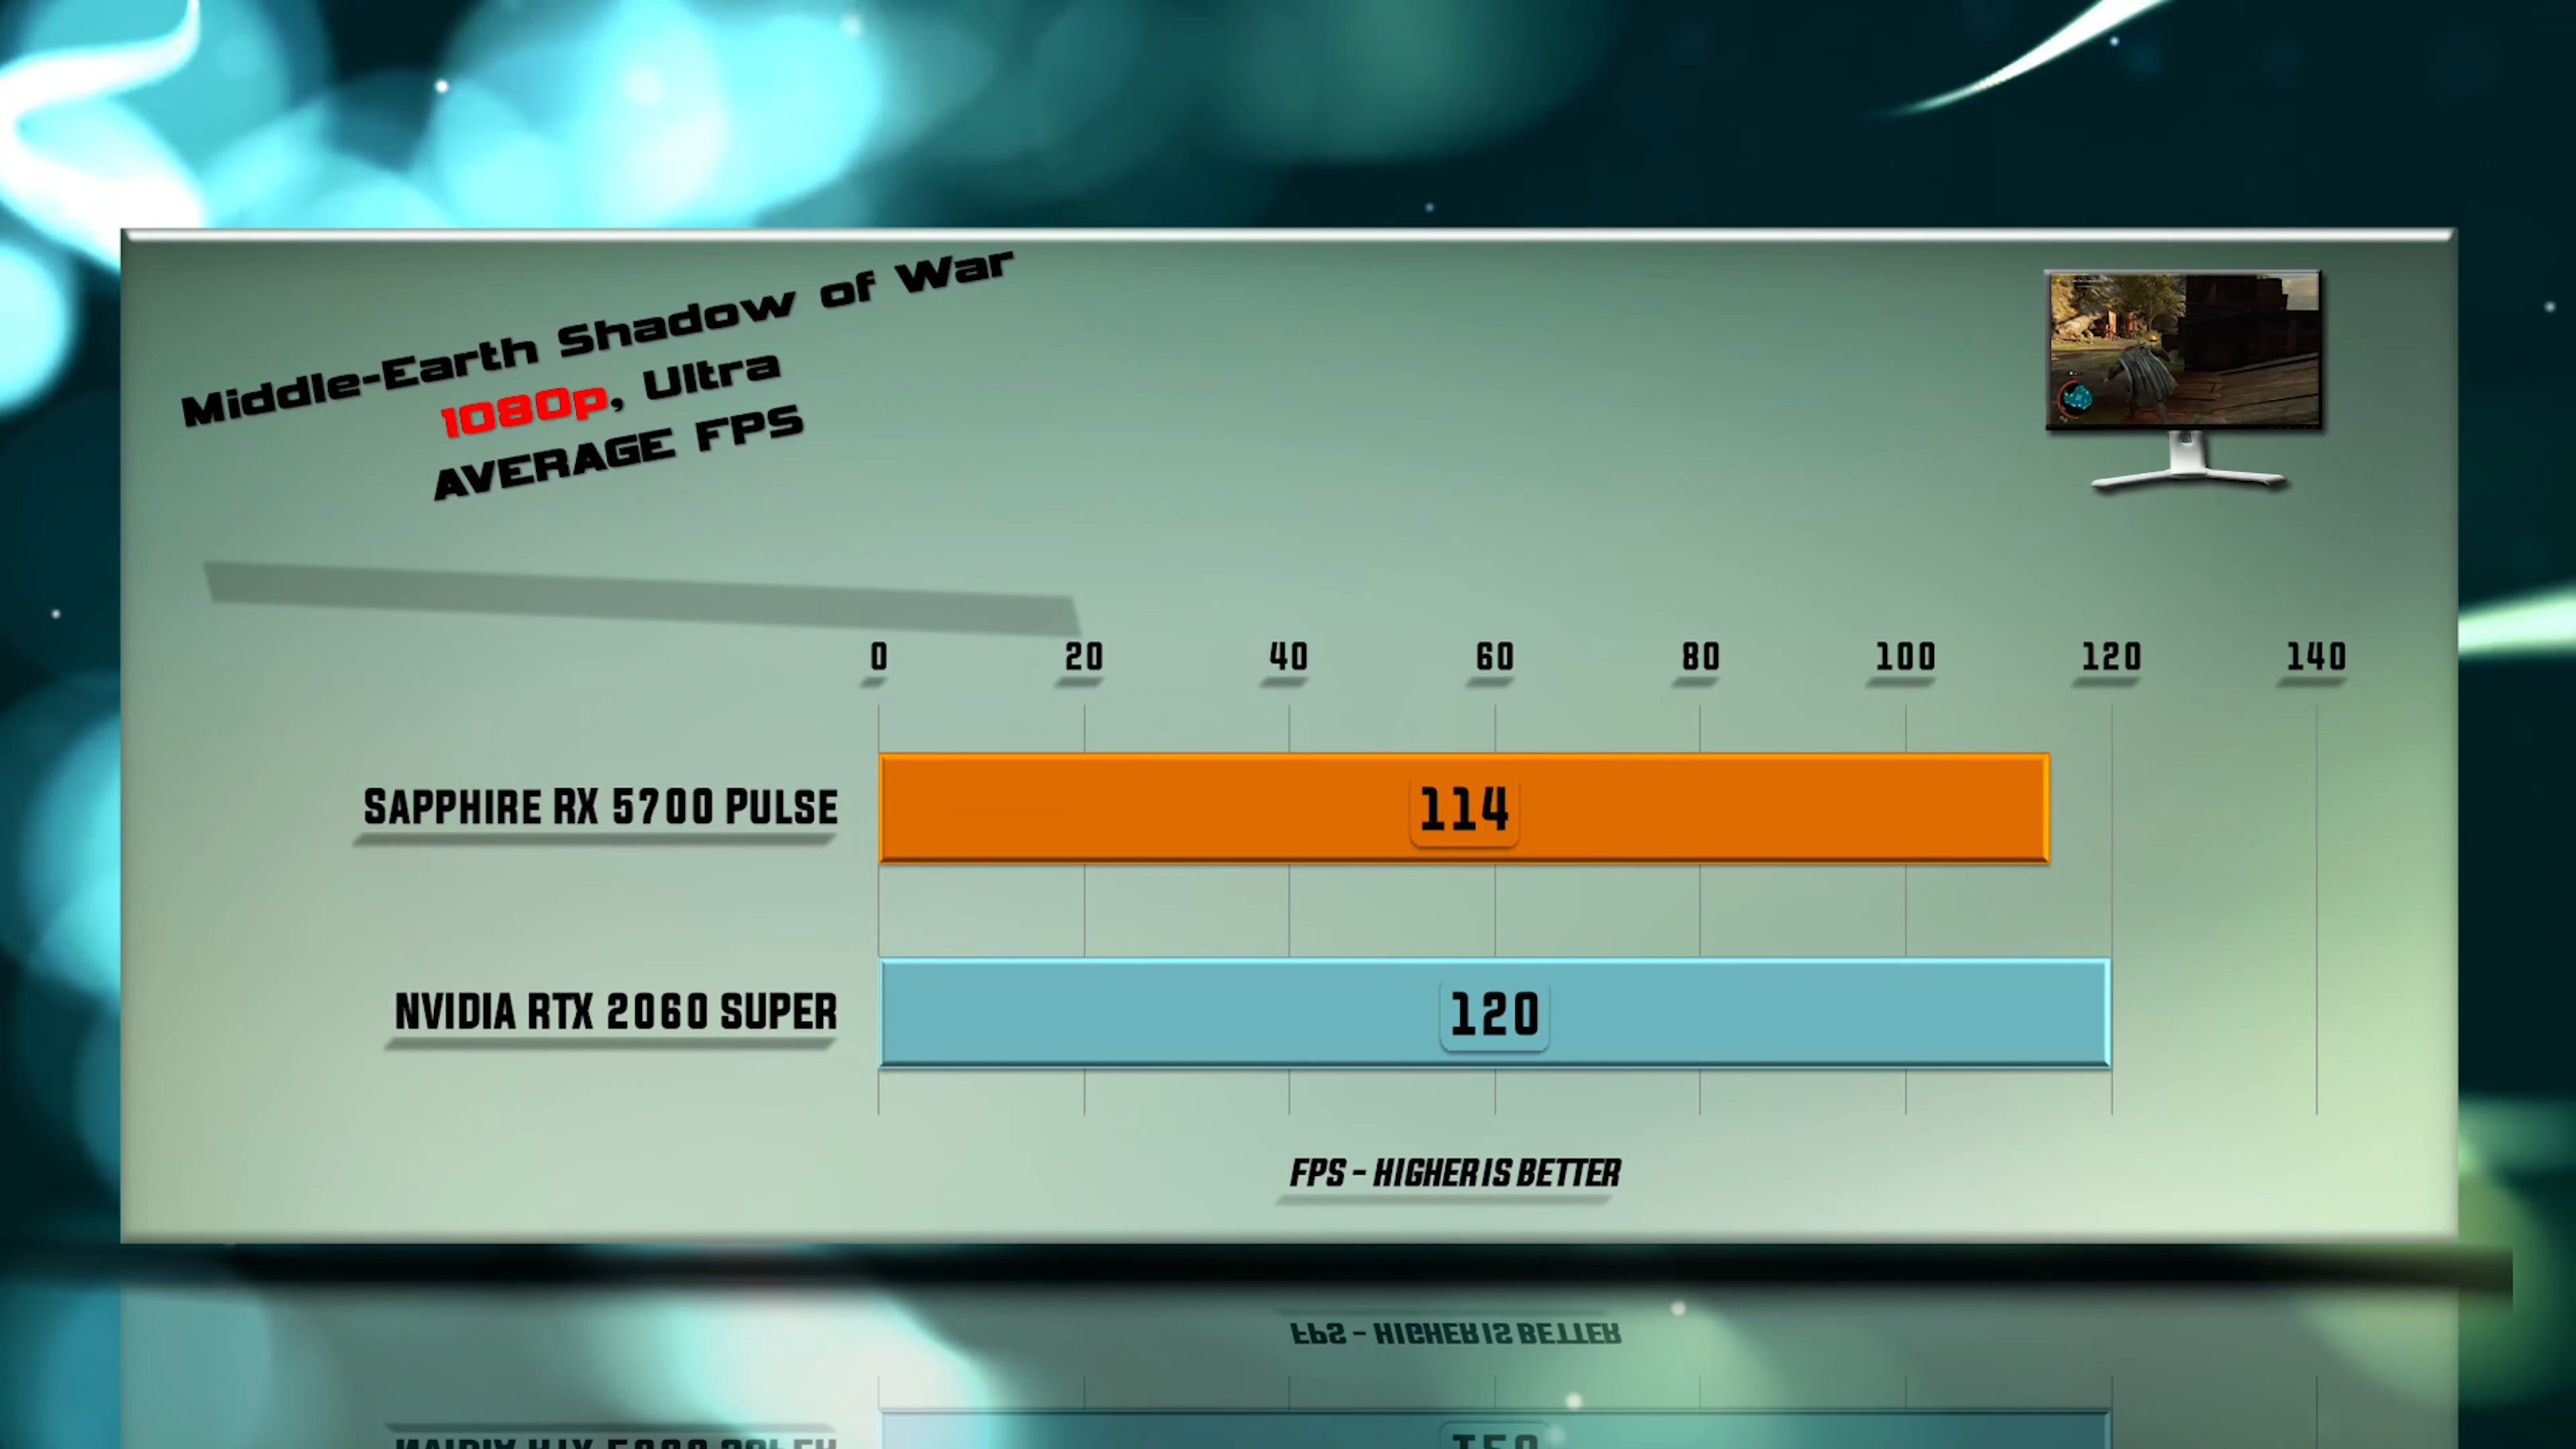 Middle-Earth Shadow of War
1080p, Ultra
AVERAGE FPS
0 20 40 60 80 100 120 140
SAPPHIRE RX 5700 PULSE
114
NVIDIA RTX 2060 SUPER
120
FPS - HIGHER IS BETTER